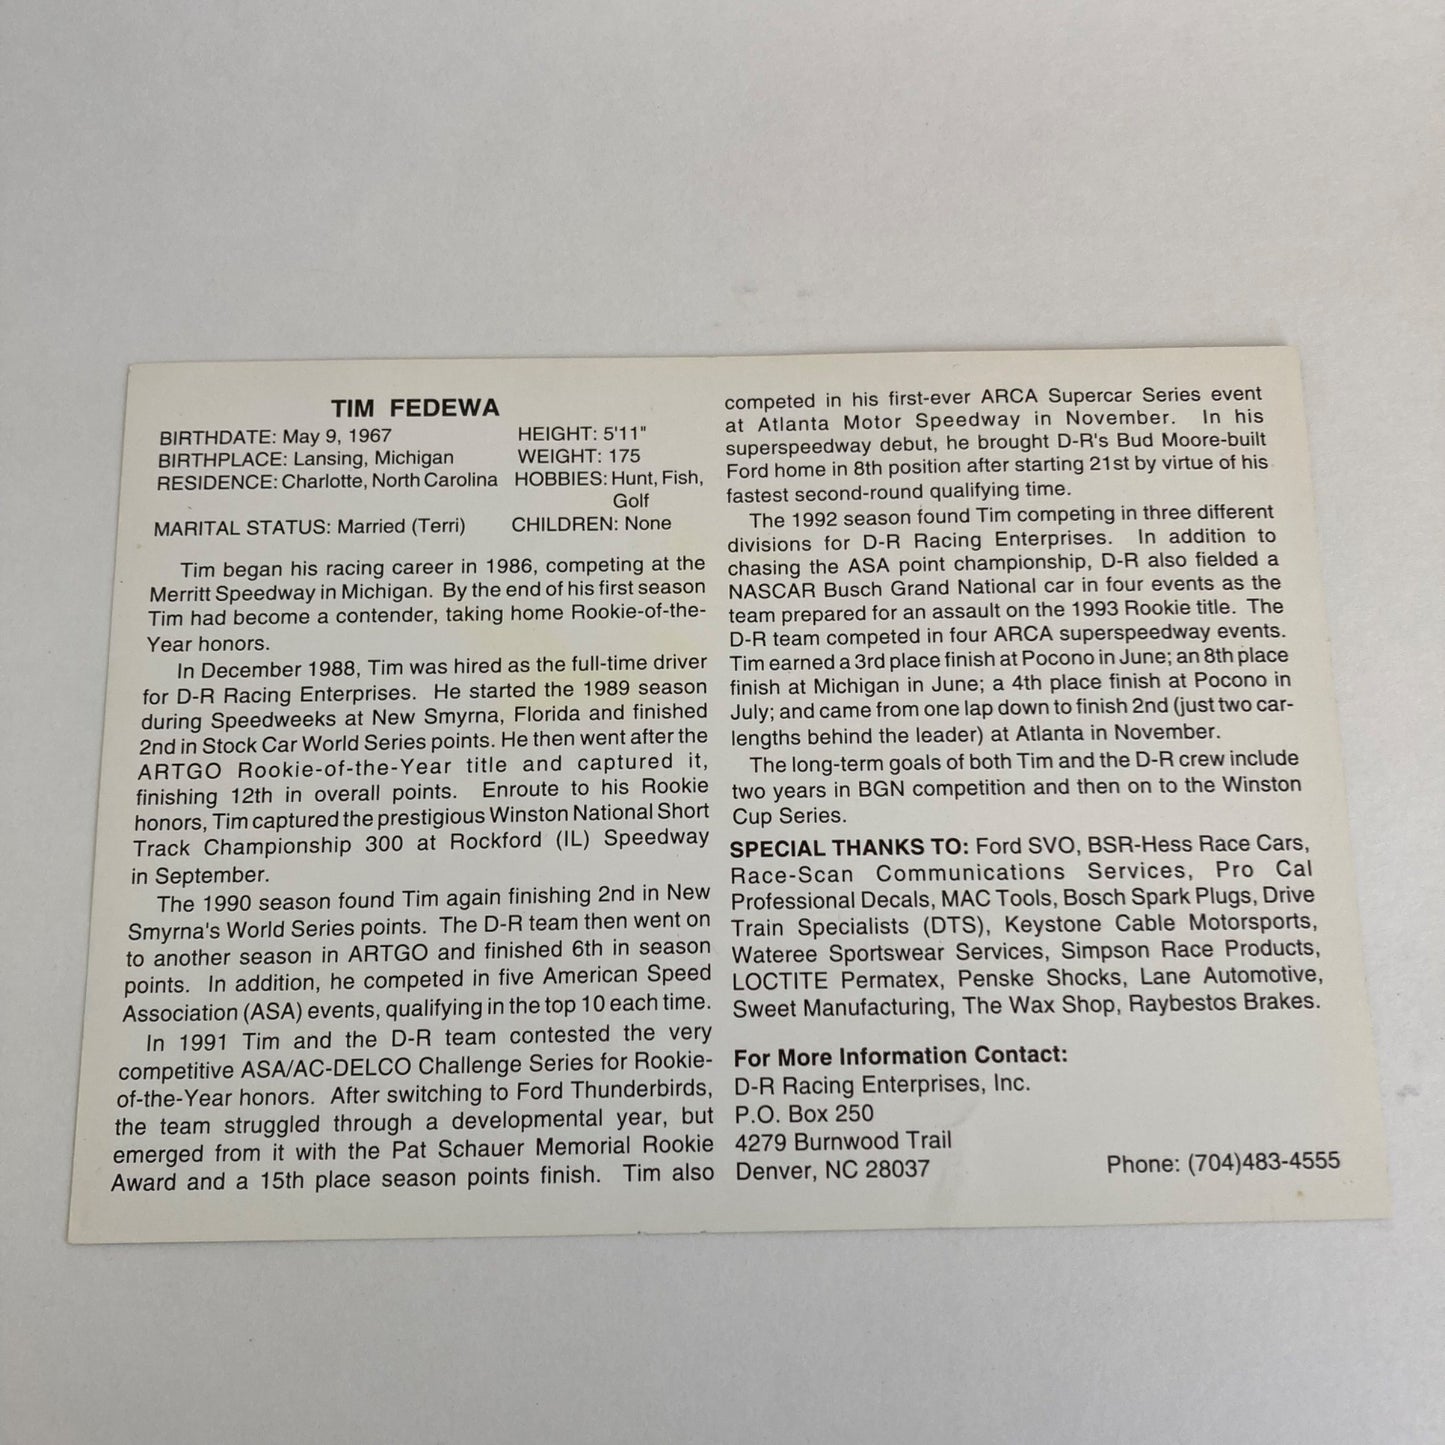 TIM FEDEWA
BIRTHDATE: May 9, 1967 HEIGHT: 5'11"
BIRTHPLACE: Lansing, Michigan WEIGHT: 175
RESIDENCE: Charlotte, North Carolina HOBBIES: Hunt, Fish,
Golf
MARITAL STATUS: Married (Terri) CHILDREN: None
Tim began his racing career in 1986, competing at the
Merritt Speedway in Michigan. By the end of his first season
Tim had become a contender, taking home Rookie-of-the-
Year honors.
In December 1988, Tim was hired as the full-time driver
for D-R Racing Enterprises. He started the 1989 season
during Speedweeks at New Smyrna, Florida and finished
2nd in Stock Car World Series points. He then went after the
ARTGO Rookie-of-the-Year title and captured it,
finishing 12th in overall points. Enroute to his Rookie
honors, Tim captured the prestigious Winston National Short
Track Championship 300 at Rockford (IL) Speedway
in September.
The 1990 season found Tim again finishing 2nd in New
Smyrna's World Series points. The D-R team then went on
to another season in ARTGO and finished 6th in season
points. In addition, he competed in five American Speed
Association (ASA) events, qualifying in the top 10 each time.
In 1991 Tim and the D-R team contested the very
competitive ASA/AC-DELCO Challenge Series for Rookie-
of-the-Year honors. After switching to Ford Thunderbirds,
the team struggled through a developmental year, but
emerged from it with the Pat Schauer Memorial Rookie
Award and a 15th place season points finish. Tim also
competed in his first-ever ARCA Supercar Series event
at Atlanta Motor Speedway in November. In his
superspeedway debut, he brought D-R's Bud Moore-built
Ford home in 8th position after starting 21st by virtue of his
fastest second-round qualifying time.
The 1992 season found Tim competing in three different
divisions for D-R Racing Enterprises. In addition to
chasing the ASA point championship, D-R also fielded a
NASCAR Busch Grand National car in four events as the
team prepared for an assault on the 1993 Rookie title. The
D-R team competed in four ARCA superspeedway events.
Tim earned a 3rd place finish at Pocono in June; an 8th place
finish at Michigan in June; a 4th place finish at Pocono in
July; and came from one lap down to finish 2nd (just two car-
lengths behind the leader) at Atlanta in November.
The long-term goals of both Tim and the D-R crew include
two years in BGN competition and then on to the Winston
Cup Series.
SPECIAL THANKS TO: Ford SVO, BSR-Hess Race Cars,
Race-Scan Communications Services, Pro Cal
Professional Decals, MAC Tools, Bosch Spark Plugs, Drive
Train Specialists (DTS), Keystone Cable Motorsports,
Wateree Sportswear Services, Simpson Race Products,
LOCTITE Permatex, Penske Shocks, Lane Automotive,
Sweet Manufacturing, The Wax Shop, Raybestos Brakes.
For More Information Contact:
D-R Racing Enterprises, Inc.
P.O. Box 250
4279 Burnwood Trail
Denver, NC 28037 Phone: (704)483-4555